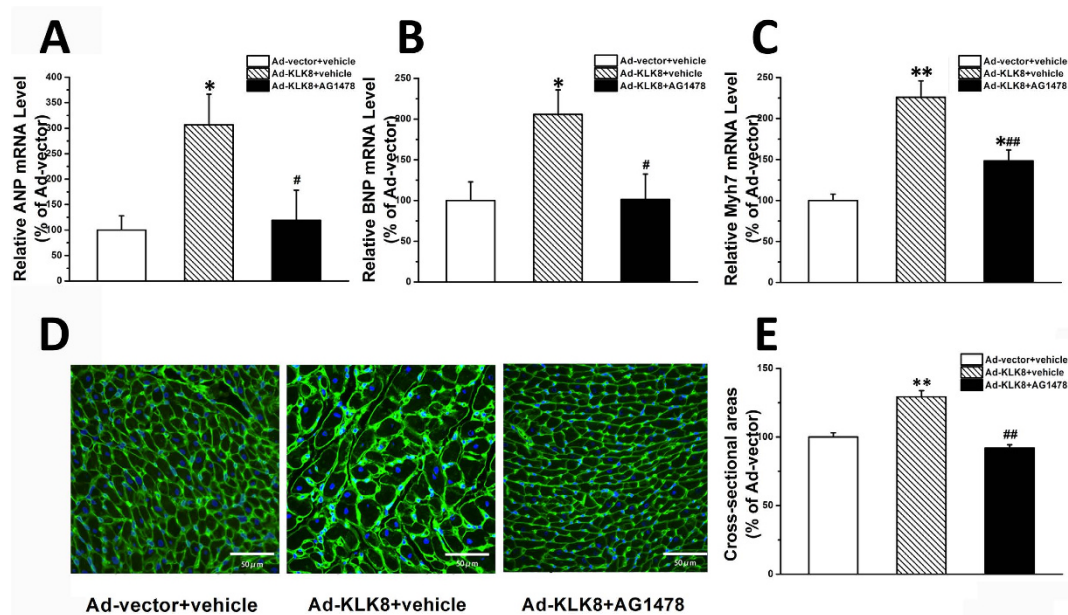 A
Ad-vector+vehicle
Ad-KLK8+vehicle
Ad-KLK8+AG1478
Relative ANP mRNA Level
(% of Ad-vector)
400
350
300
250
200
150
100
50
0
*
#
B
Ad-vector+vehicle
Ad-KLK8+vehicle
Ad-KLK8+AG1478
Relative BNP mRNA Level
(% of Ad-vector)
250
200
150
100
50
0
*
#
C
Ad-vector+vehicle
Ad-KLK8+vehicle
Ad-KLK8+AG1478
Relative Myh7 mRNA Level
(% of Ad-vector)
250
200
150
100
50
0
**
*##
D
50μm
50μm
50μm
Ad-vector+vehicle
Ad-KLK8+vehicle
Ad-KLK8+AG1478
E
Ad-vector+vehicle
Ad-KLK8+vehicle
Ad-KLK8+AG1478
Cross-sectional areas
(% of Ad-vector)
150
100
50
0
**
##